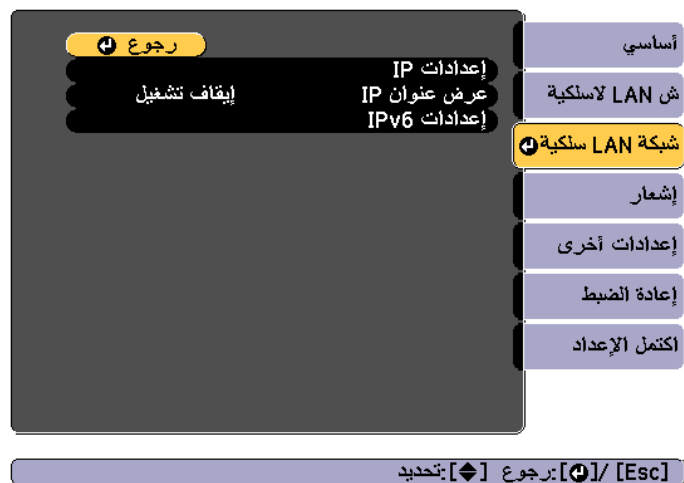 أساسي
ش LAN لاسلكية
شبكة LAN سلكية
إشعار
إعدادات أخرى
إعادة الضبط
اكتمل الإعداد
رجوع
إعدادات IP
عرض عنوان IP إيقاف تشغيل
إعدادات IPv6
[Esc] /[⏎]:رجوع [◆]:تحديد